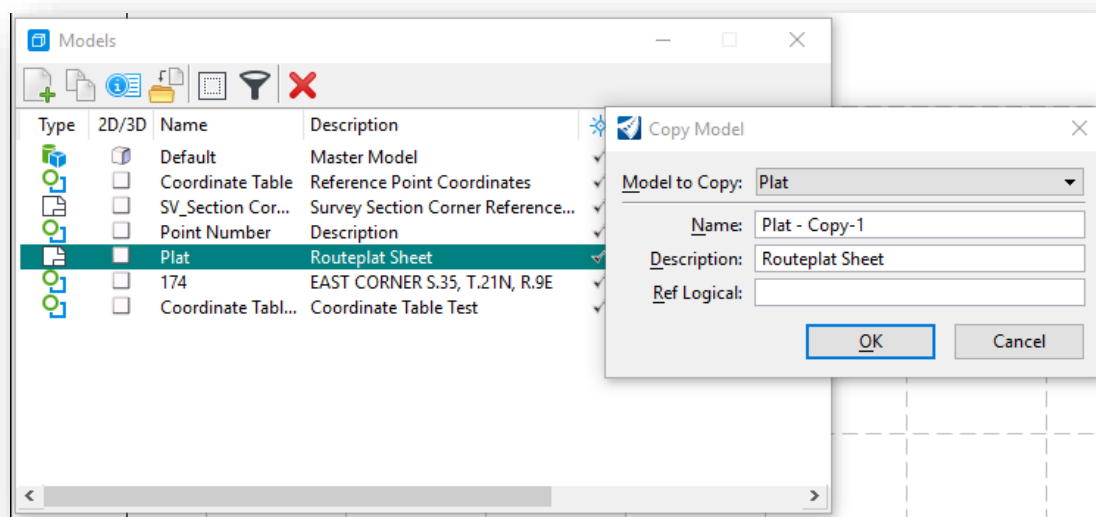 Models
Type 2D/3D Name Description
Default Master Model
Coordinate Table Reference Point Coordinates
SV_Section Cor... Survey Section Corner Reference...
Point Number Description
Plat Routeplat Sheet
174 EAST CORNER S.35, T.21N, R.9E
Coordinate Tabl... Coordinate Table Test
Copy Model
Model to Copy: Plat
Name: Plat - Copy-1
Description: Routeplat Sheet
Ref Logical:
OK Cancel